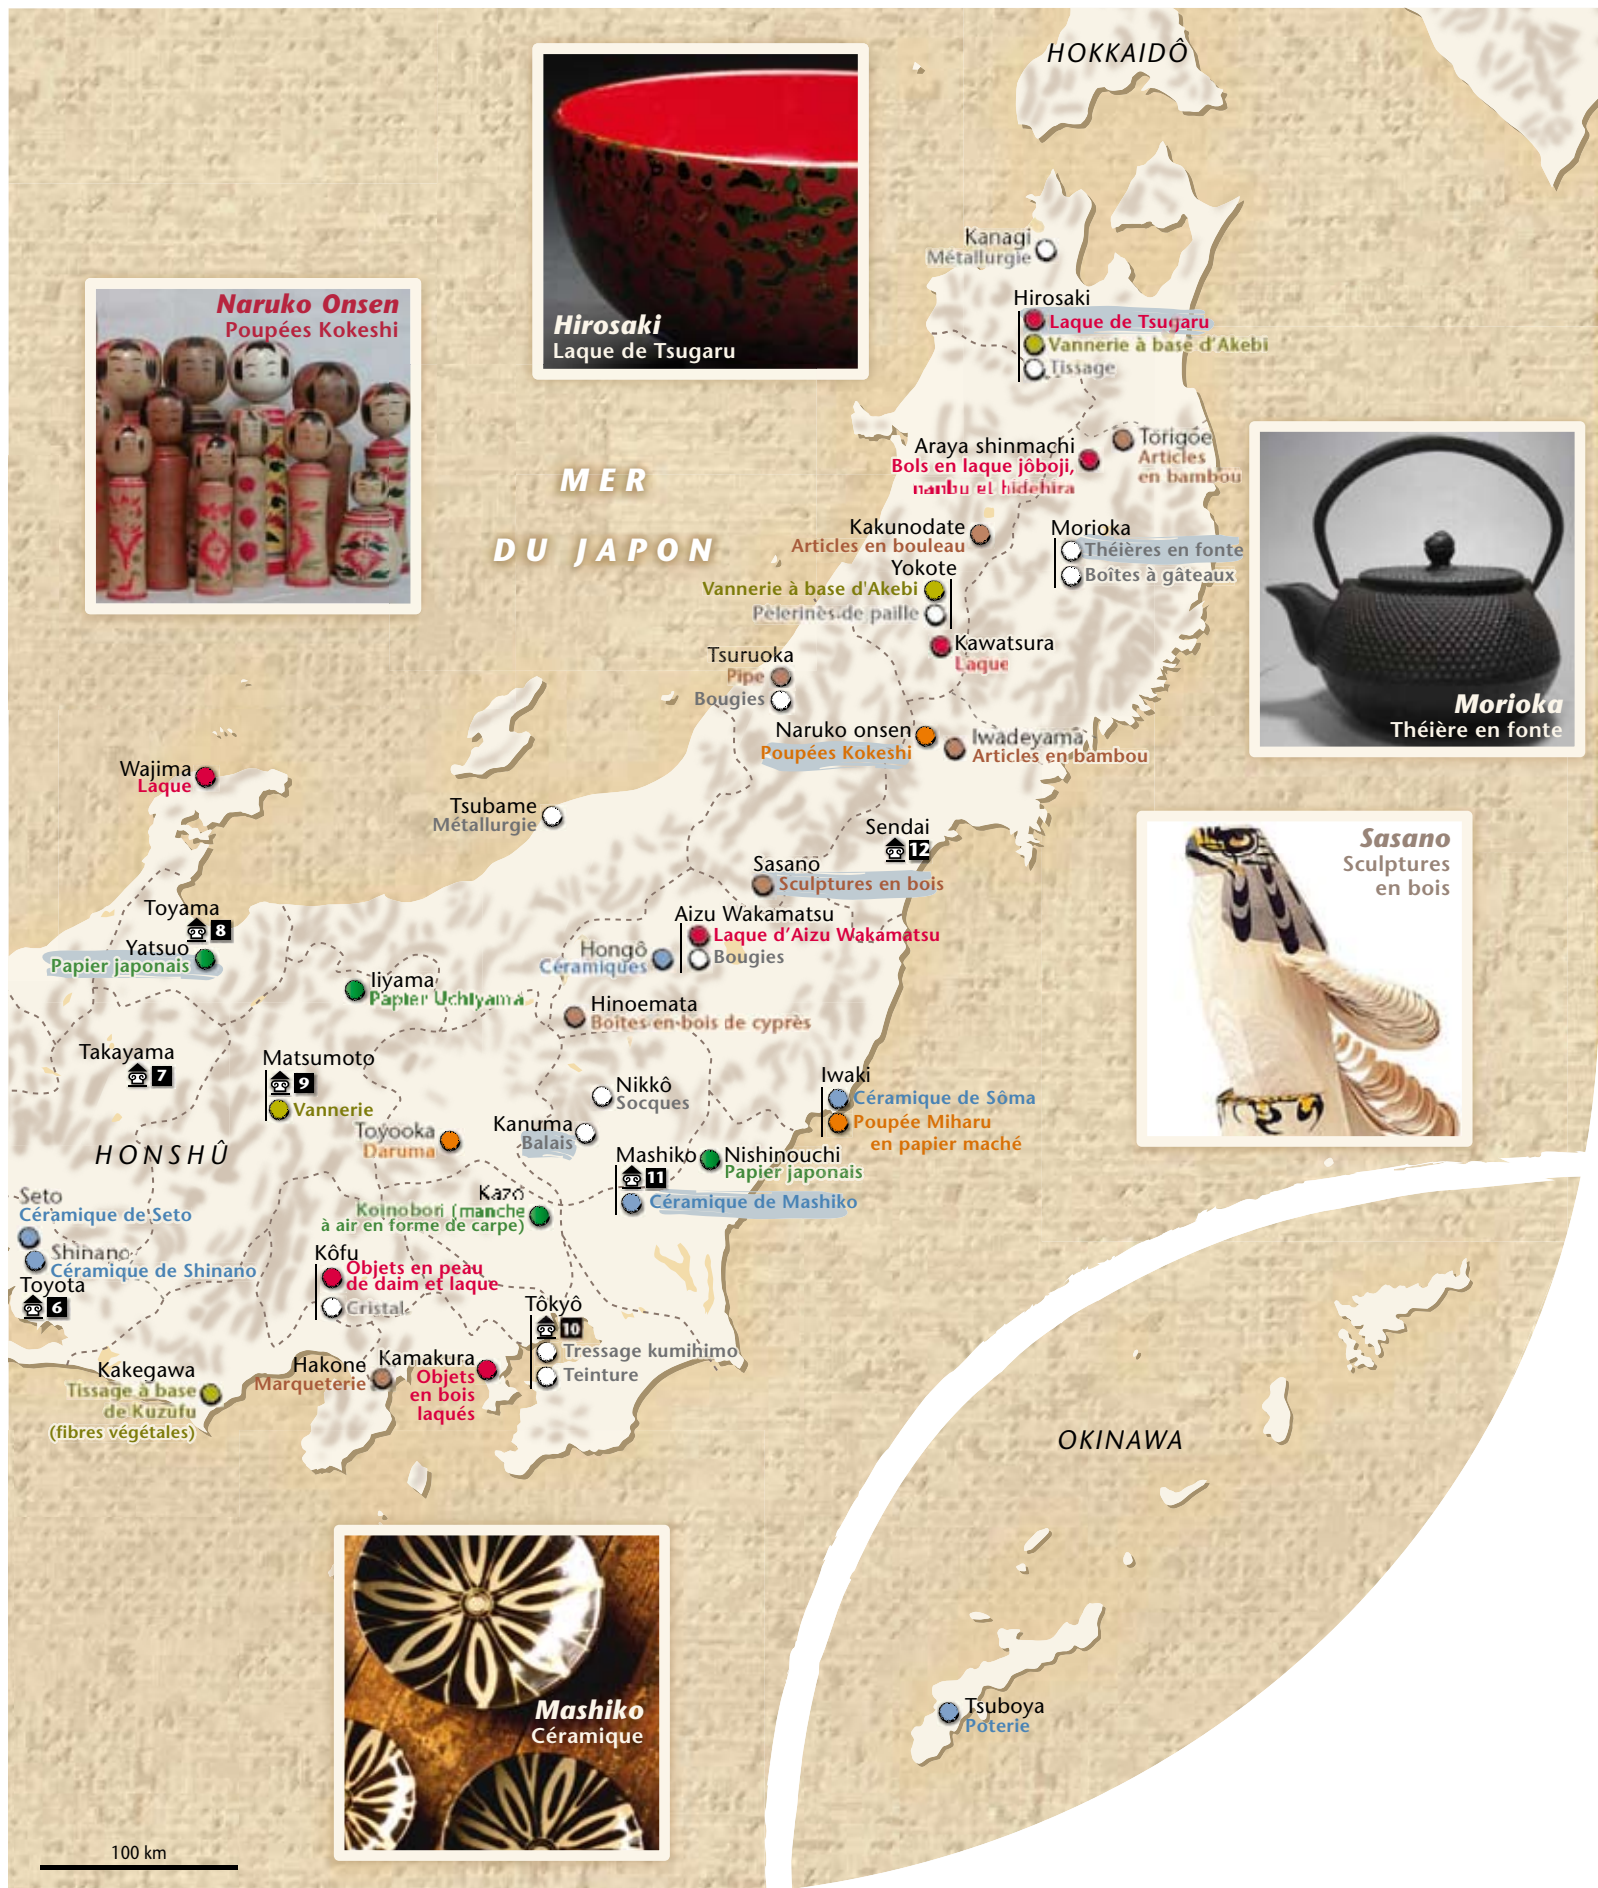 HOKKAIDÔ
Kanagi
Métallurgie
Hirosaki
Laque de Tsugaru
Vannerie à base d'Akebi
Tissage
Naruko Onsen
Poupées Kokeshi
Hirosaki
Laque de Tsugaru
MER
DU JAPON
Araya shinmachi
Bols en laque jôboji,
nanbu et hidehira
Torigoe
Articles
en bambou
Kakunodate
Articles en bouleau
Morioka
Théières en fonte
Boîtes à gâteaux
Yokote
Vannerie à base d'Akebi
Pèlerines de paille
Kawatsura
Laque
Tsuruoka
Pipe
Bougies
Morioka
Théière en fonte
Naruko onsen
Poupées Kokeshi
Iwadeyama
Articles en bambou
Wajima
Laque
Tsubame
Métallurgie
Sendai
12
Sasano
Sculptures en bois
Sasano
Sculptures
en bois
Toyama
8
Yatsuo
Papier japonais
Aizu Wakamatsu
Laque d'Aizu Wakamatsu
Bougies
Hongô
Céramiques
Iiyama
Papier Uchiyama
Hinoemata
Boîtes en bois de cyprès
Takayama
7
Matsumoto
9
Vannerie
Nikkô
Socques
Iwaki
Céramique de Sôma
Poupée Miharu
en papier maché
Toyooka
Daruma
Kanuma
Balais
HONSHÛ
Mashiko
11
Céramique de Mashiko
Nishinouchi
Papier japonais
Seto
Céramique de Seto
Shinano
Céramique de Shinano
Toyota
6
Kazo
Koinobori (manche
à air en forme de carpe)
Kôfu
Objets en peau
de daim et laque
Cristal
Tôkyô
10
Tressage kumihimo
Teinture
Kakegawa
Tissage à base
de Kuzufu
(fibres végétales)
Hakone
Marqueterie
Kamakura
Objets
en bois
laqués
OKINAWA
Mashiko
Céramique
Tsuboya
Poterie
100 km